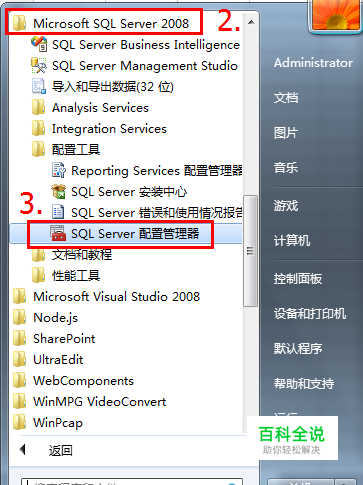 Microsoft SQL Server 2008
2.
SQL Server Business Intelligence
SQL Server Management Studio
导入和导出数据(32 位)
Analysis Services
Integration Services
配置工具
Reporting Services 配置管理器
SQL Server 安装中心
3.
SQL Server 错误和使用情况报告
SQL Server 配置管理器
文档和教程
性能工具
Microsoft Visual Studio 2008
Node.js
SharePoint
UltraEdit
WebComponents
WinMPG VideoConvert
WinPcap
返回
Administrator
文档
图片
音乐
游戏
计算机
控制面板
设备和打印机
默认程序
帮助和支持
百科全说
助你轻松解决